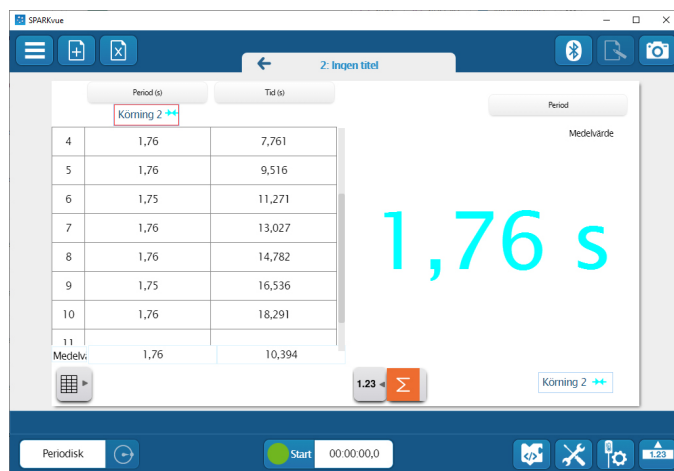 SPARKvue
2: Ingen titel
Period (s) Tid (s)
Körning 2
4 1,76 7,761
5 1,76 9,516
6 1,75 11,271
7 1,76 13,027
8 1,76 14,782
9 1,75 16,536
10 1,76 18,291
11
Medelvä 1,76 10,394
Period
Medelvärde
1,76 s
1.23 Σ
Körning 2
Periodisk
Start 00:00:00,0
1.23